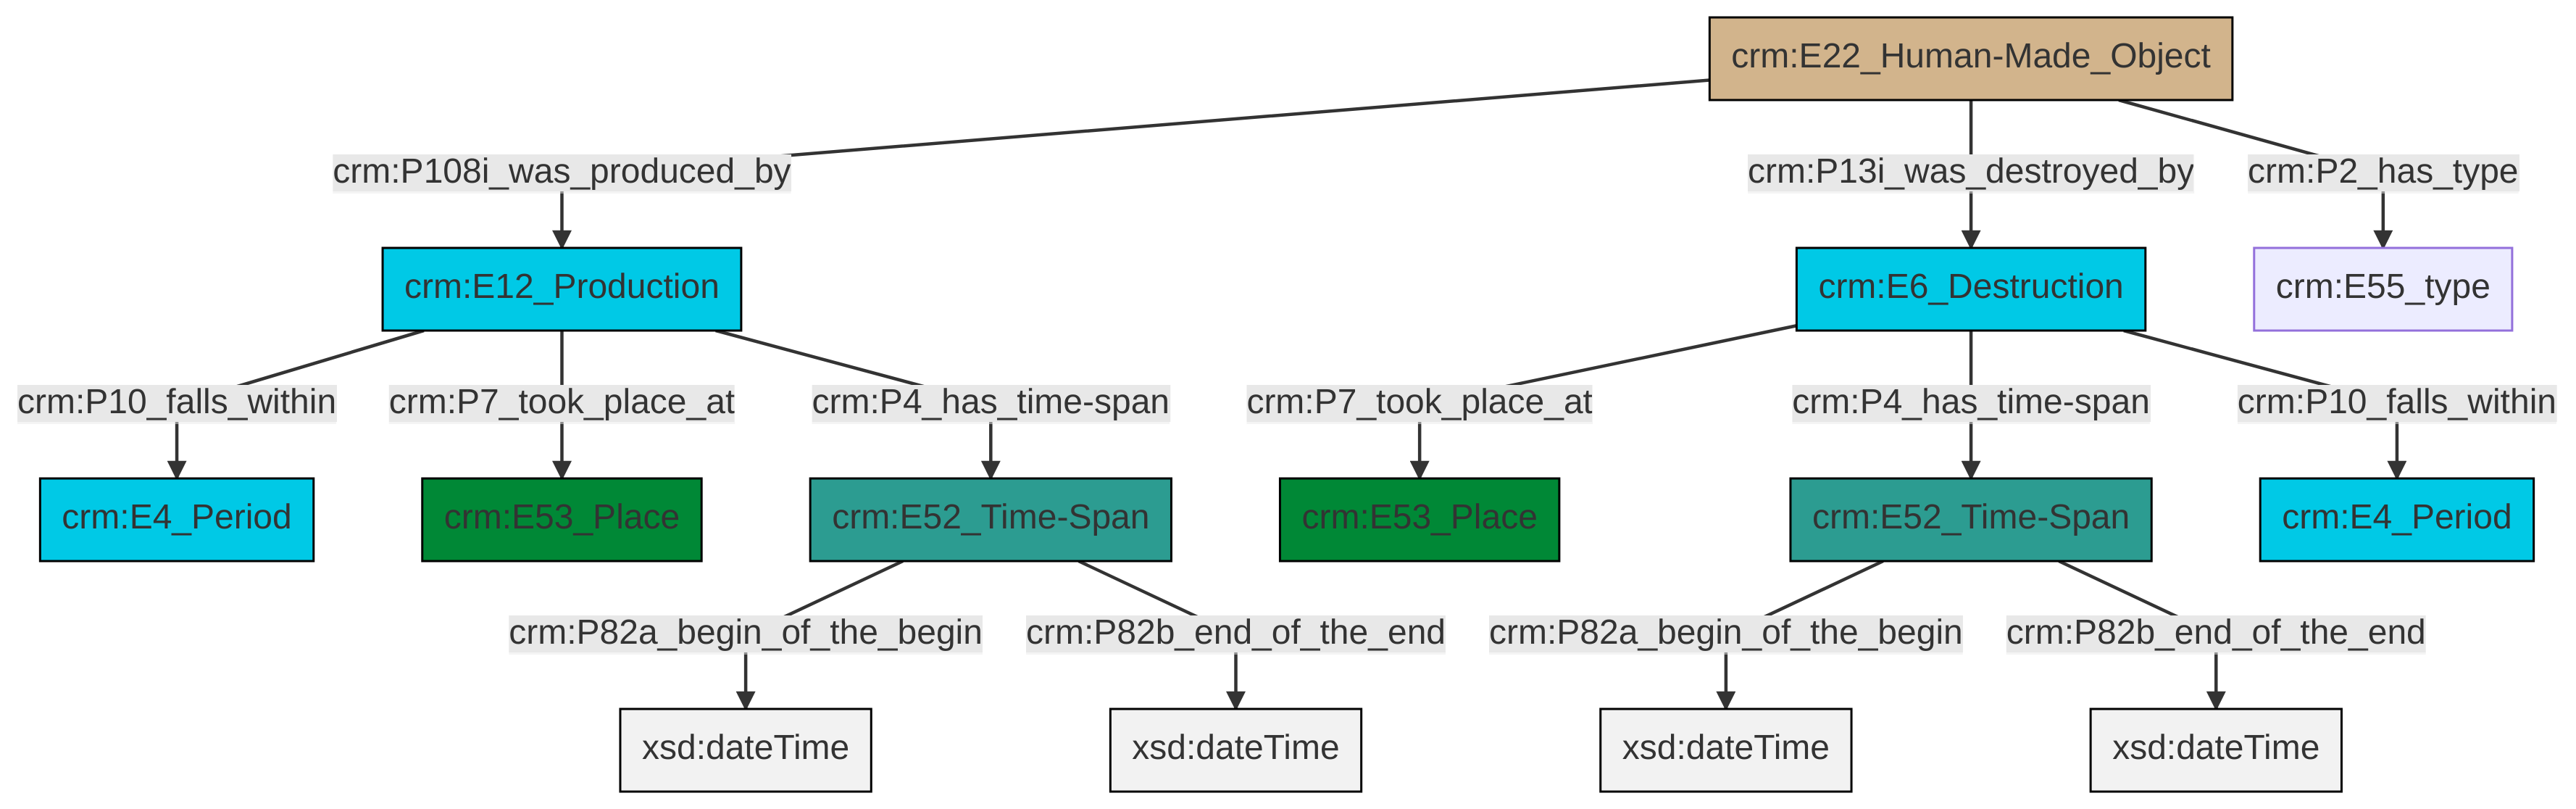 crm:E22_Human-Made_Object
crm:P108i_was_produced_by
crm:P13i_was_destroyed_by
crm:P2_has_type
crm:E12_Production
crm:E6_Destruction
crm:E55_type
crm:P10_falls_within
crm:P7_took_place_at
crm:P4_has_time-span
crm:P7_took_place_at
crm:P4_has_time-span
crm:P10_falls_within
crm:E4_Period
crm:E53_Place
crm:E52_Time-Span
crm:E53_Place
crm:E52_Time-Span
crm:E4_Period
crm:P82a_begin_of_the_begin
crm:P82b_end_of_the_end
crm:P82a_begin_of_the_begin
crm:P82b_end_of_the_end
xsd:dateTime
xsd:dateTime
xsd:dateTime
xsd:dateTime